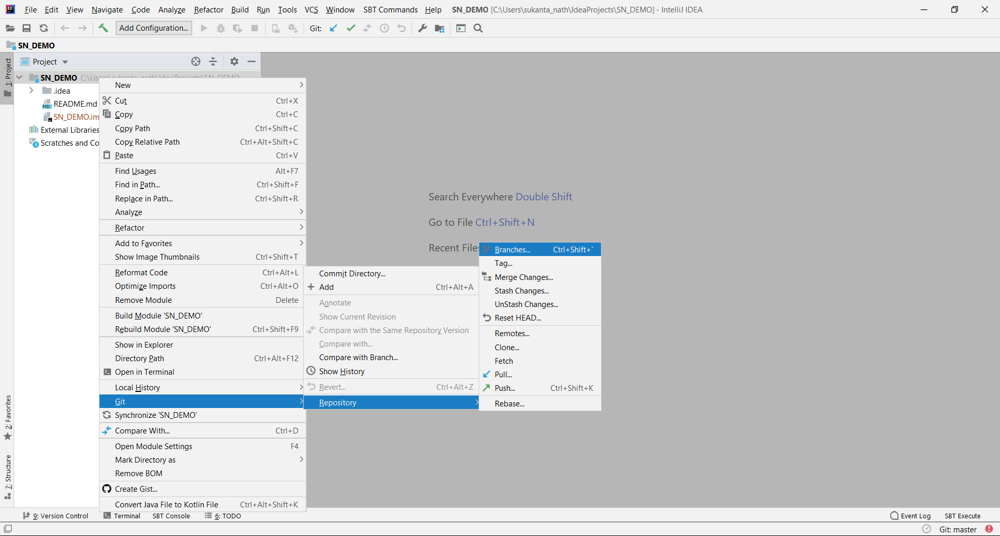 File Edit View Navigate Code Analyze Refactor Build Run Tools VCS Window SBT Commands Help SN_DEMO [C:\Users\sukanta_nath\IdeaProjects\SN_DEMO] - IntelliJ IDEA
Add Configuration... Git:
SN_DEMO
1: Project
Project
SN_DEMO C:\Users\sukanta_nath\IdeaProjects\SN_DEMO
.idea
README.md
SN_DEMO.im
External Libraries
Scratches and Co
New
Cut Ctrl+X
Copy Ctrl+C
Copy Path Ctrl+Shift+C
Copy Relative Path Ctrl+Alt+Shift+C
Paste Ctrl+V
Find Usages Alt+F7
Find in Path... Ctrl+Shift+F
Replace in Path... Ctrl+Shift+R
Analyze
Refactor
Add to Favorites
Show Image Thumbnails Ctrl+Shift+T
Reformat Code Ctrl+Alt+L
Optimize Imports Ctrl+Alt+O
Remove Module Delete
Build Module 'SN_DEMO'
Rebuild Module 'SN_DEMO' Ctrl+Shift+F9
Show in Explorer
Directory Path Ctrl+Alt+F12
Open in Terminal
Local History
Git
Synchronize 'SN_DEMO'
Compare With... Ctrl+D
Open Module Settings F4
Mark Directory as
Remove BOM
Create Gist...
Convert Java File to Kotlin File Ctrl+Alt+Shift+K
Search Everywhere Double Shift
Go to File Ctrl+Shift+N
Recent Files
Commit Directory...
Add Ctrl+Alt+A
Annotate
Show Current Revision
Compare with the Same Repository Version
Compare with...
Compare with Branch...
Show History
Revert... Ctrl+Alt+Z
Repository
Branches... Ctrl+Shift+`
Tag...
Merge Changes...
Stash Changes...
UnStash Changes...
Reset HEAD...
Remotes...
Clone...
Fetch
Pull...
Push... Ctrl+Shift+K
Rebase...
2: Favorites
7: Structure
9: Version Control Terminal SBT Console 6: TODO Event Log SBT Execute
Git: master